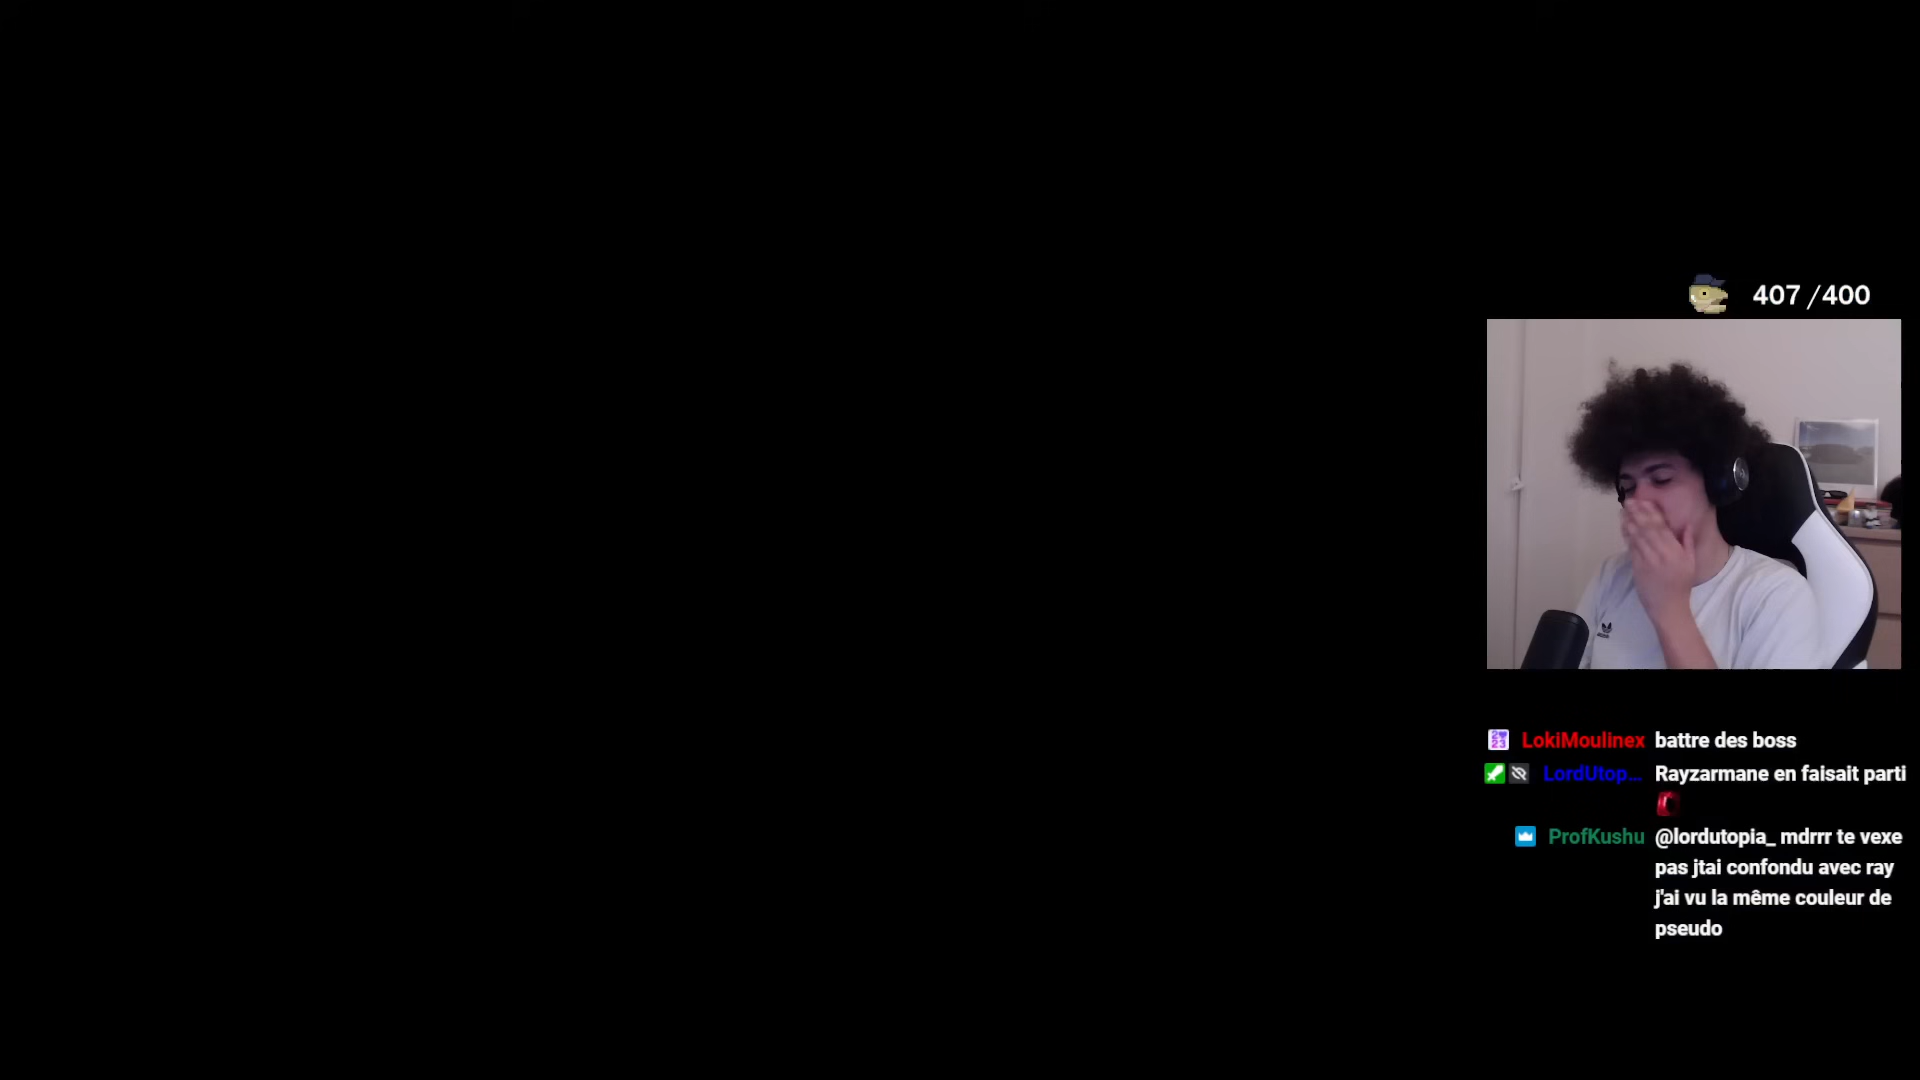 407 /400
LokiMoulinex battre des boss
LordUtop... Rayzarmane en faisait parti
ProfKushu @lordutopia_ mdrrr te vexe
pas jtai confondu avec ray
j'ai vu la même couleur de
pseudo